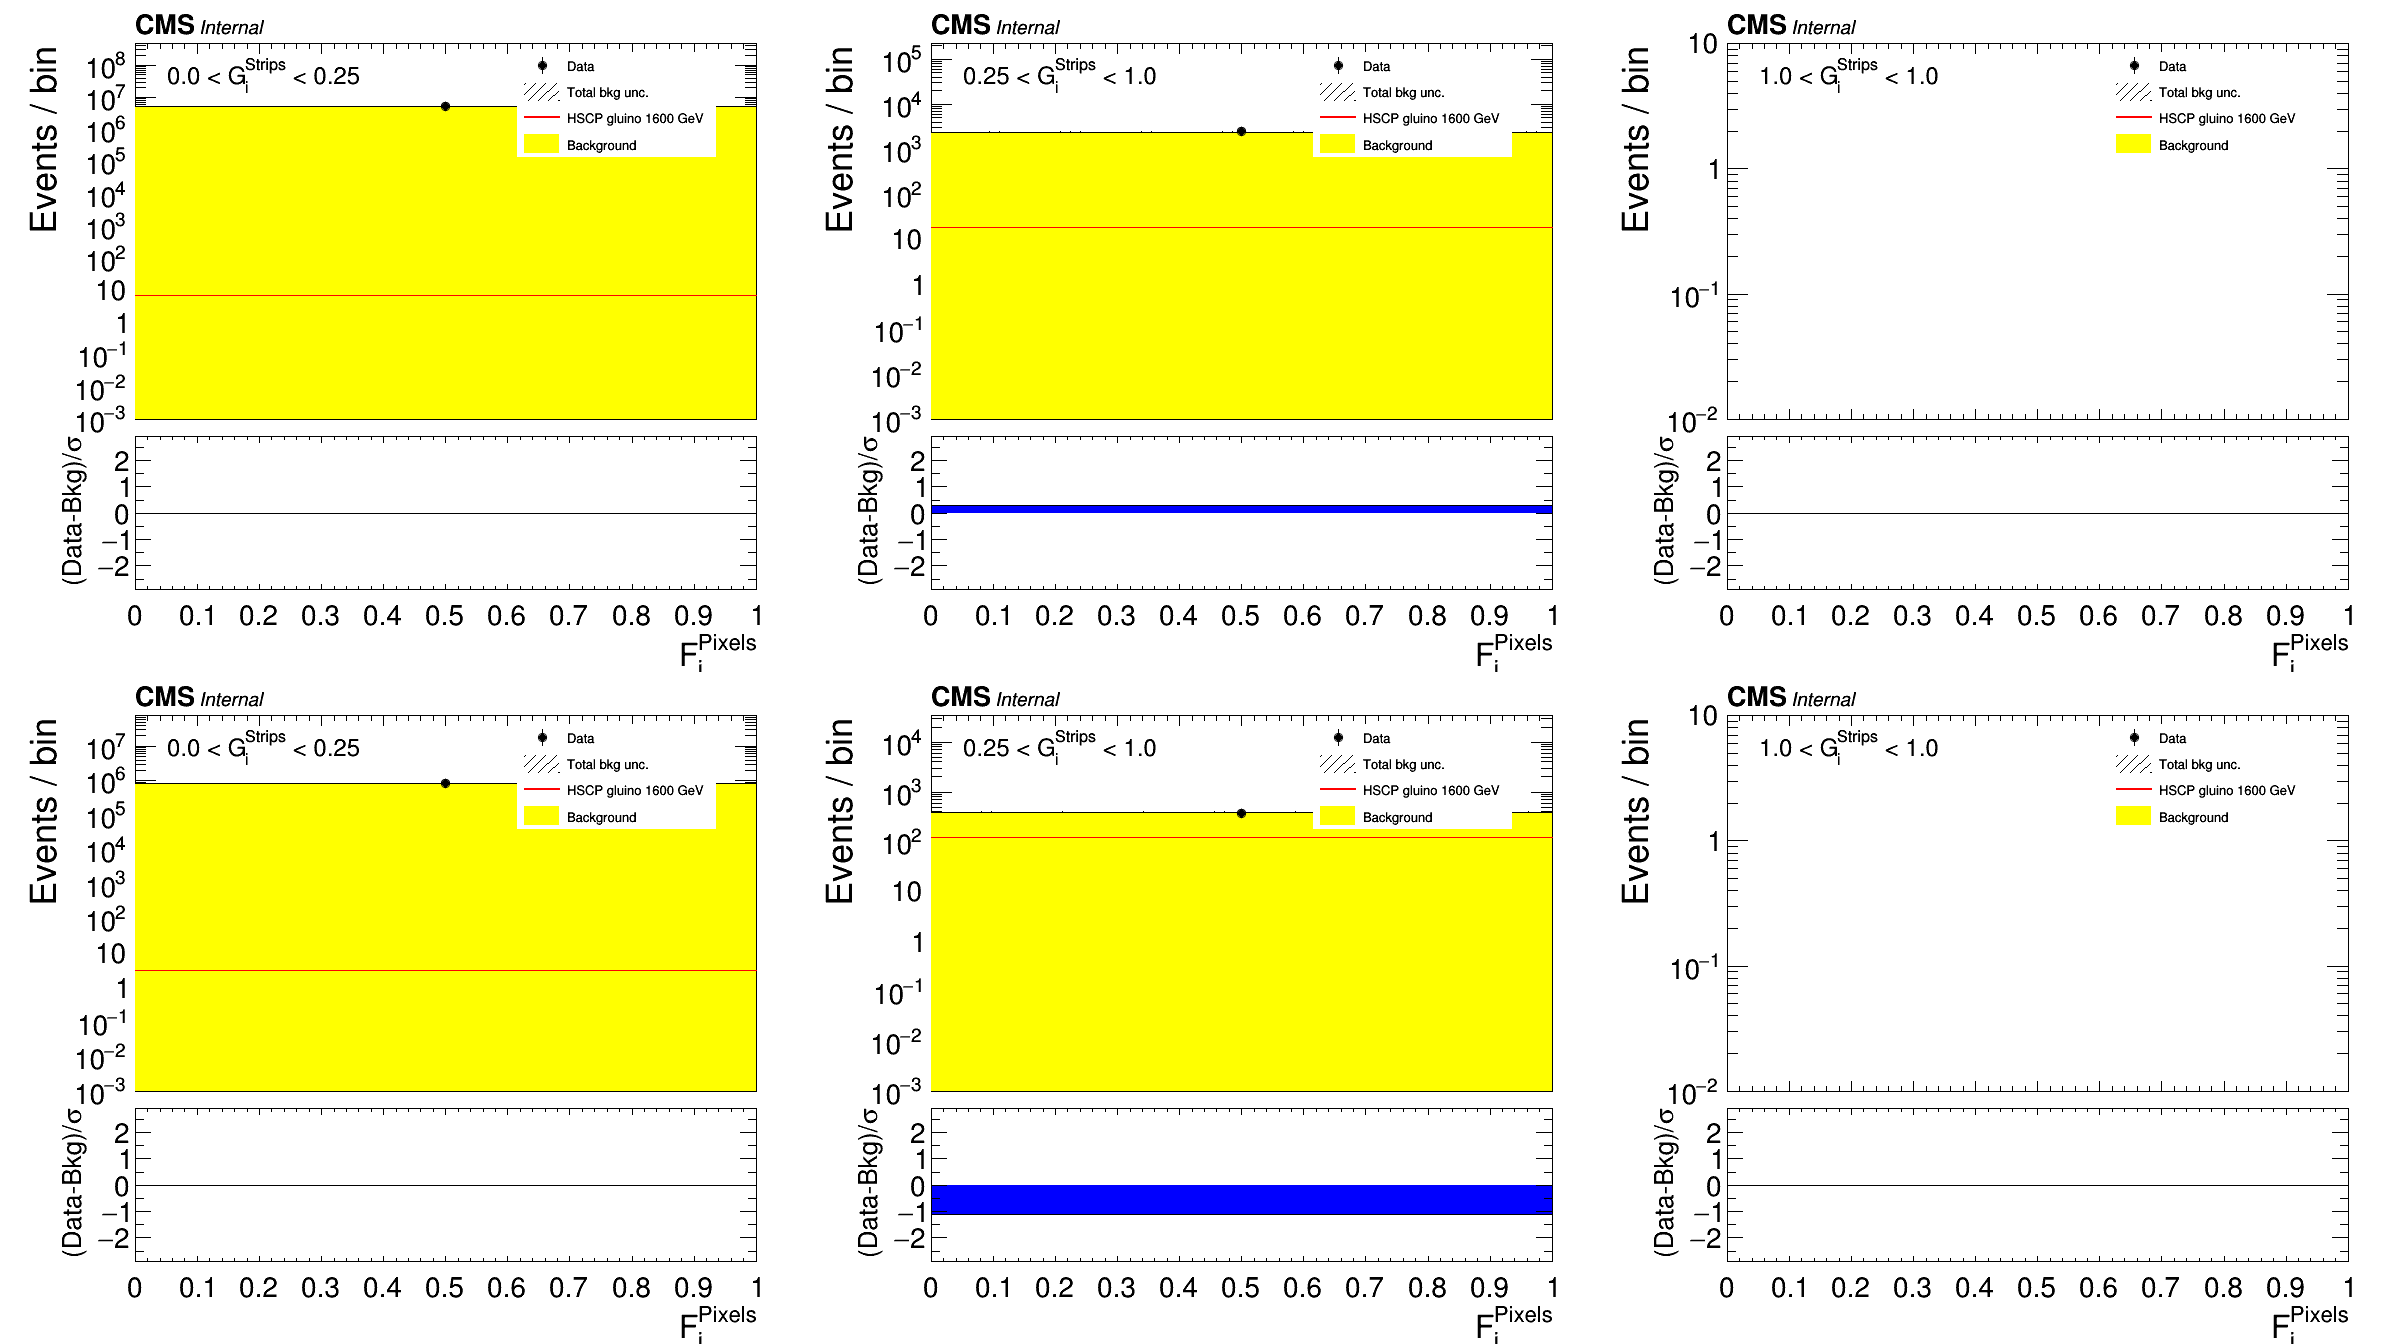 CMS Internal
Events / bin
10^8
10^7
10^6
10^5
10^4
10^3
10^2
10
1
10^−1
10^−2
10^−3
0.0 < G_i^Strips < 0.25
Data
Total bkg unc.
HSCP gluino 1600 GeV
Background
(Data-Bkg)/σ
2
1
0
−1
−2
0 0.1 0.2 0.3 0.4 0.5 0.6 0.7 0.8 0.9 1
F_i^Pixels
CMS Internal
Events / bin
10^5
10^4
10^3
10^2
10
1
10^−1
10^−2
10^−3
0.25 < G_i^Strips < 1.0
Data
Total bkg unc.
HSCP gluino 1600 GeV
Background
(Data-Bkg)/σ
2
1
0
−1
−2
0 0.1 0.2 0.3 0.4 0.5 0.6 0.7 0.8 0.9 1
F_i^Pixels
CMS Internal
Events / bin
10
1
10^−1
10^−2
1.0 < G_i^Strips < 1.0
Data
Total bkg unc.
HSCP gluino 1600 GeV
Background
(Data-Bkg)/σ
2
1
0
−1
−2
0 0.1 0.2 0.3 0.4 0.5 0.6 0.7 0.8 0.9 1
F_i^Pixels
CMS Internal
Events / bin
10^7
10^6
10^5
10^4
10^3
10^2
10
1
10^−1
10^−2
10^−3
0.0 < G_i^Strips < 0.25
Data
Total bkg unc.
HSCP gluino 1600 GeV
Background
(Data-Bkg)/σ
2
1
0
−1
−2
0 0.1 0.2 0.3 0.4 0.5 0.6 0.7 0.8 0.9 1
F_i^Pixels
CMS Internal
Events / bin
10^4
10^3
10^2
10
1
10^−1
10^−2
10^−3
0.25 < G_i^Strips < 1.0
Data
Total bkg unc.
HSCP gluino 1600 GeV
Background
(Data-Bkg)/σ
2
1
0
−1
−2
0 0.1 0.2 0.3 0.4 0.5 0.6 0.7 0.8 0.9 1
F_i^Pixels
CMS Internal
Events / bin
10
1
10^−1
10^−2
1.0 < G_i^Strips < 1.0
Data
Total bkg unc.
HSCP gluino 1600 GeV
Background
(Data-Bkg)/σ
2
1
0
−1
−2
0 0.1 0.2 0.3 0.4 0.5 0.6 0.7 0.8 0.9 1
F_i^Pixels